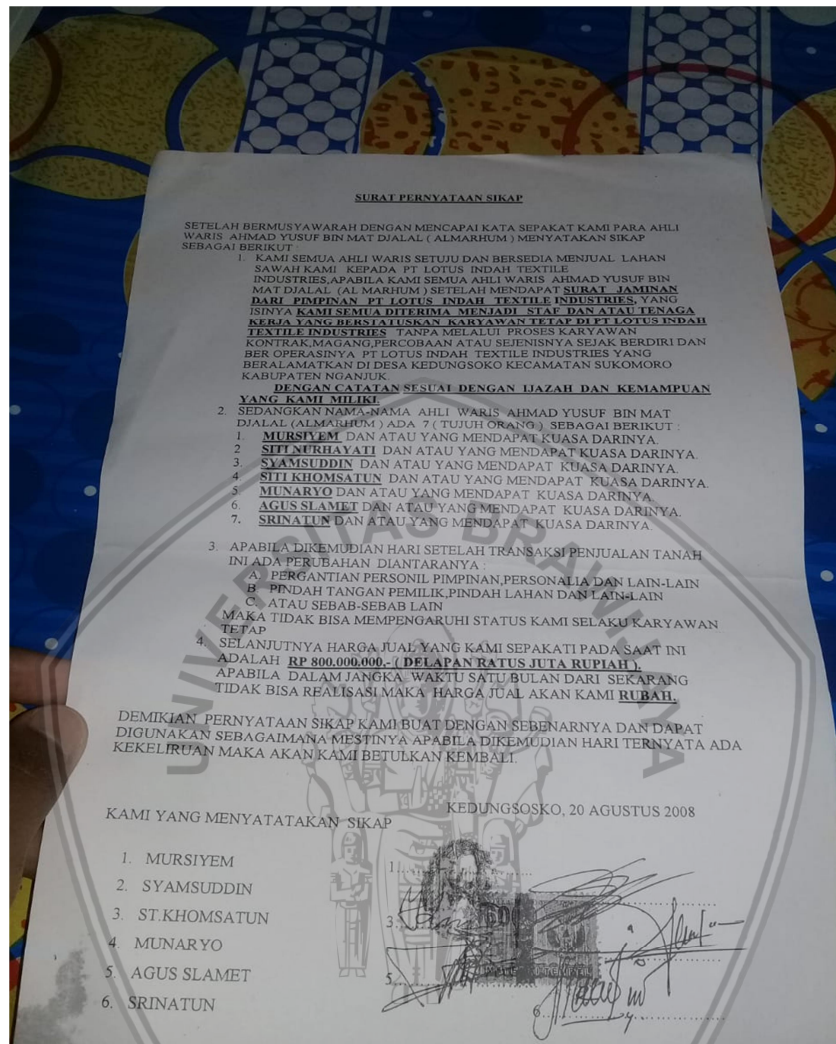 SURAT PERNYATAAN SIKAP
SETELAH BERMUSYAWARAH DENGAN MENCAPAI KATA SEPAKAT KAMI PARA AHLI
WARIS AHMAD YUSUF BIN MAT DJALAL ( ALMARHUM ) MENYATAKAN SIKAP
SEBAGAI BERIKUT :
1. KAMI SEMUA AHLI WARIS SETUJU DAN BERSEDIA MENJUAL LAHAN
SAWAH KAMI KEPADA PT LOTUS INDAH TEXTILE
INDUSTRIES,APABILA KAMI SEMUA AHLI WARIS AHMAD YUSUF BIN
MAT DJALAL (AL MARHUM ) SETELAH MENDAPAT SURAT JAMINAN
DARI PIMPINAN PT LOTUS INDAH TEXTILE INDUSTRIES, YANG
ISINYA KAMI SEMUA DITERIMA MENJADI STAF DAN ATAU TENAGA
KERJA YANG BERSTATUSKAN KARYAWAN TETAP DI PT LOTUS INDAH
TEXTILE INDUSTRIES TANPA MELALUI PROSES KARYAWAN
KONTRAK,MAGANG,PERCOBAAN ATAU SEJENISNYA SEJAK BERDIRI DAN
BER OPERASINYA PT LOTUS INDAH TEXTILE INDUSTRIES YANG
BERALAMATKAN DI DESA KEDUNGSOKO KECAMATAN SUKOMORO
KABUPATEN NGANJUK.
DENGAN CATATAN SESUAI DENGAN IJAZAH DAN KEMAMPUAN
YANG KAMI MILIKI.
2. SEDANGKAN NAMA-NAMA AHLI WARIS AHMAD YUSUF BIN MAT
DJALAL (ALMARHUM ) ADA 7 ( TUJUH ORANG ) SEBAGAI BERIKUT :
1. MURSIYEM DAN ATAU YANG MENDAPAT KUASA DARINYA.
2 SITI NURHAYATI DAN ATAU YANG MENDAPAT KUASA DARINYA.
3. SYAMSUDDIN DAN ATAU YANG MENDAPAT KUASA DARINYA.
4. SITI KHOMSATUN DAN ATAU YANG MENDAPAT KUASA DARINYA.
5. MUNARYO DAN ATAU YANG MENDAPAT KUASA DARINYA.
6. AGUS SLAMET DAN ATAU YANG MENDAPAT KUASA DARINYA.
7. SRINATUN DAN ATAU YANG MENDAPAT KUASA DARINYA.
3. APABILA DIKEMUDIAN HARI SETELAH TRANSAKSI PENJUALAN TANAH
INI ADA PERUBAHAN DIANTARANYA :
A. PERGANTIAN PERSONIL PIMPINAN,PERSONALIA DAN LAIN-LAIN
B. PINDAH TANGAN PEMILIK,PINDAH LAHAN DAN LAIN-LAIN
C. ATAU SEBAB-SEBAB LAIN
MAKA TIDAK BISA MEMPENGARUHI STATUS KAMI SELAKU KARYAWAN
TETAP
4. SELANJUTNYA HARGA JUAL YANG KAMI SEPAKATI PADA SAAT INI
ADALAH RP 800.000.000,- ( DELAPAN RATUS JUTA RUPIAH ).
APABILA DALAM JANGKA WAKTU SATU BULAN DARI SEKARANG
TIDAK BISA REALISASI MAKA HARGA JUAL AKAN KAMI RUBAH.
DEMIKIAN PERNYATAAN SIKAP KAMI BUAT DENGAN SEBENARNYA DAN DAPAT
DIGUNAKAN SEBAGAIMANA MESTINYA APABILA DIKEMUDIAN HARI TERNYATA ADA
KEKELIRUAN MAKA AKAN KAMI BETULKAN KEMBALI.
KEDUNGSOSKO, 20 AGUSTUS 2008
KAMI YANG MENYATATAKAN SIKAP
1. MURSIYEM
2. SYAMSUDDIN
3. ST.KHOMSATUN
4. MUNARYO
5. AGUS SLAMET
6. SRINATUN
1.
3.
5.
6.
UNIVERSITAS BRAWIJAYA